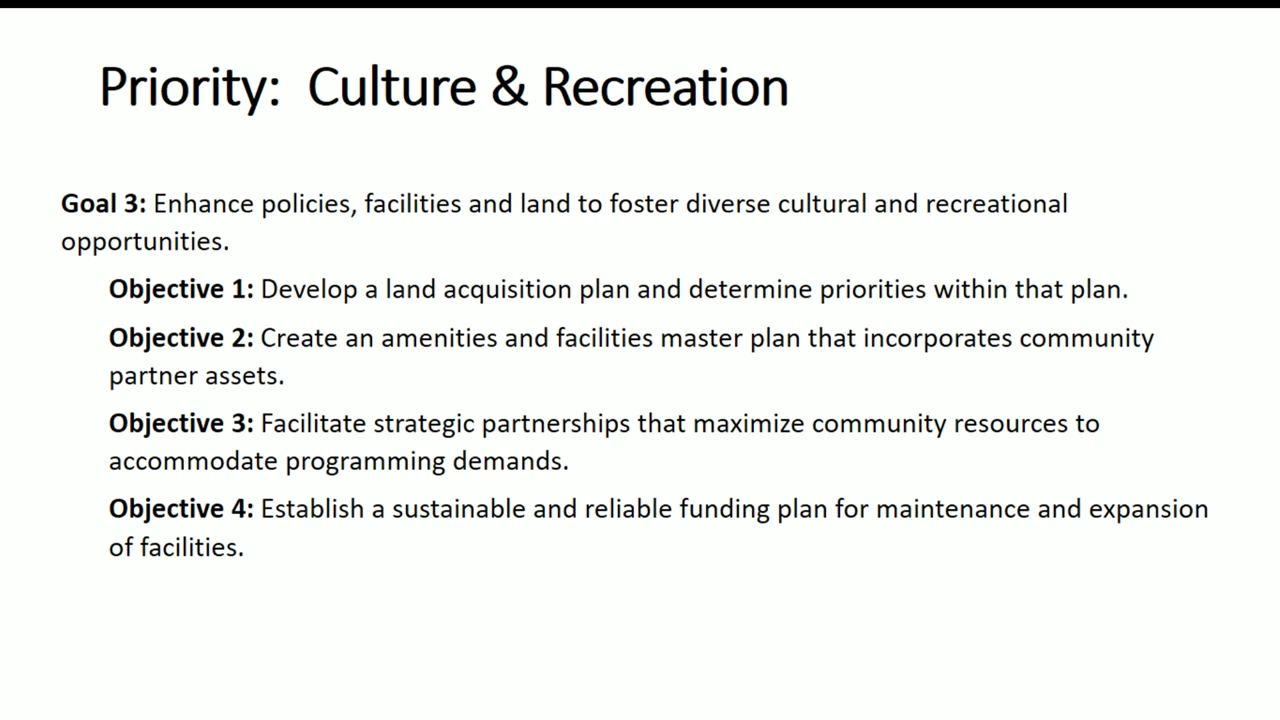 Priority: Culture & Recreation
Goal 3: Enhance policies, facilities and land to foster diverse cultural and recreational
opportunities.
Objective 1: Develop a land acquisition plan and determine priorities within that plan.
Objective 2: Create an amenities and facilities master plan that incorporates community
partner assets.
Objective 3: Facilitate strategic partnerships that maximize community resources to
accommodate programming demands.
Objective 4: Establish a sustainable and reliable funding plan for maintenance and expansion
of facilities.